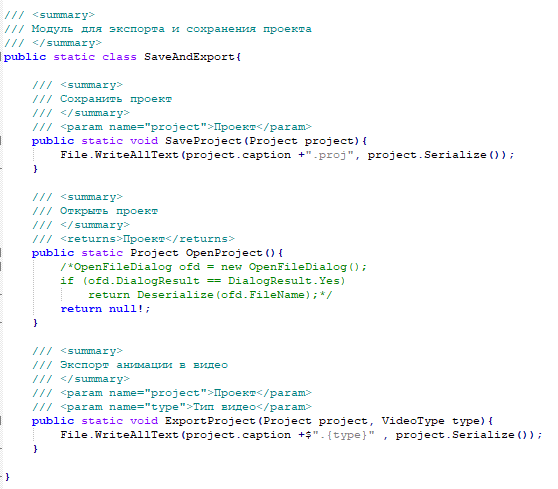 /// <summary>
/// Модуль для экспорта и сохранения проекта
/// </summary>
public static class SaveAndExport{
/// <summary>
/// Сохранить проект
/// </summary>
/// <param name="project">Проект</param>
public static void SaveProject(Project project){
File.WriteAllText(project.caption +".proj", project.Serialize());
}
/// <summary>
/// Открыть проект
/// </summary>
/// <returns>Проект</returns>
public static Project OpenProject(){
/*OpenFileDialog ofd = new OpenFileDialog();
if (ofd.DialogResult == DialogResult.Yes)
return Deserialize(ofd.FileName);*/
return null!;
}
/// <summary>
/// Экспорт анимации в видео
/// </summary>
/// <param name="project">Проект</param>
/// <param name="type">Тип видео</param>
public static void ExportProject(Project project, VideoType type){
File.WriteAllText(project.caption +$".{type}" , project.Serialize());
}
}